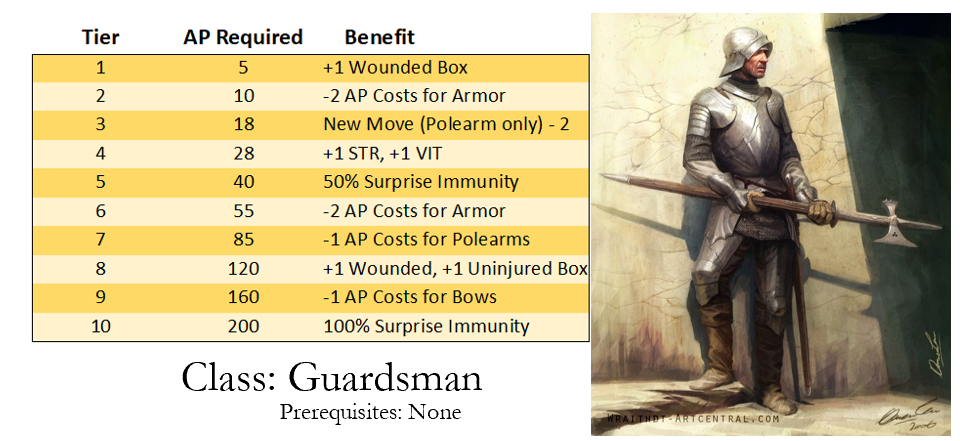 Tier AP Required Benefit
1 5 +1 Wounded Box
2 10 -2 AP Costs for Armor
3 18 New Move (Polearm only) - 2
4 28 +1 STR, +1 VIT
5 40 50% Surprise Immunity
6 55 -2 AP Costs for Armor
7 85 -1 AP Costs for Polearms
8 120 +1 Wounded, +1 Uninjured Box
9 160 -1 AP Costs for Bows
10 200 100% Surprise Immunity
Class: Guardsman
Prerequisites: None
WraithDT-ArtCentral.com
2006